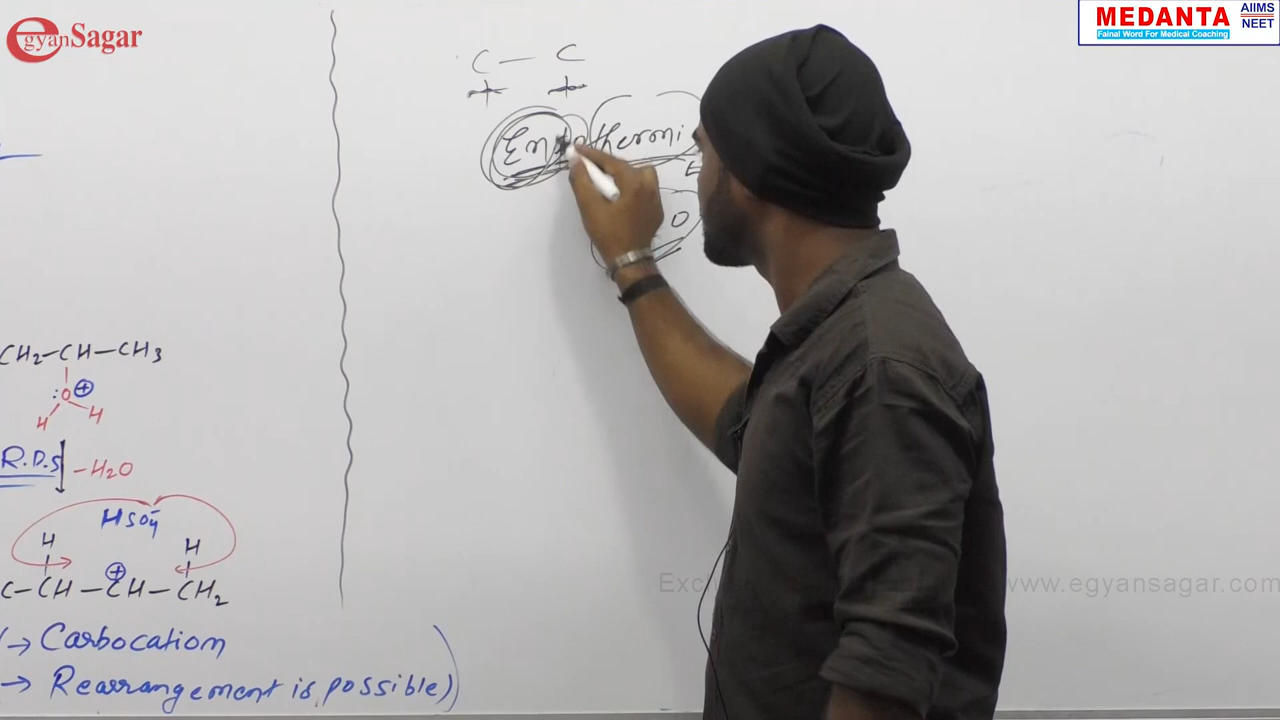 egyanSagar
MEDANTA AIIMS NEET
Fainal Word For Medical Coaching
C — C
CH2—CH—CH3
:O⊕
H H
R.D.S -H2O
HSO4⁻
H H
C—CH—CH—CH2
⊕
→ Carbocation
→ Rearrangement is possible)
www.egyansagar.com